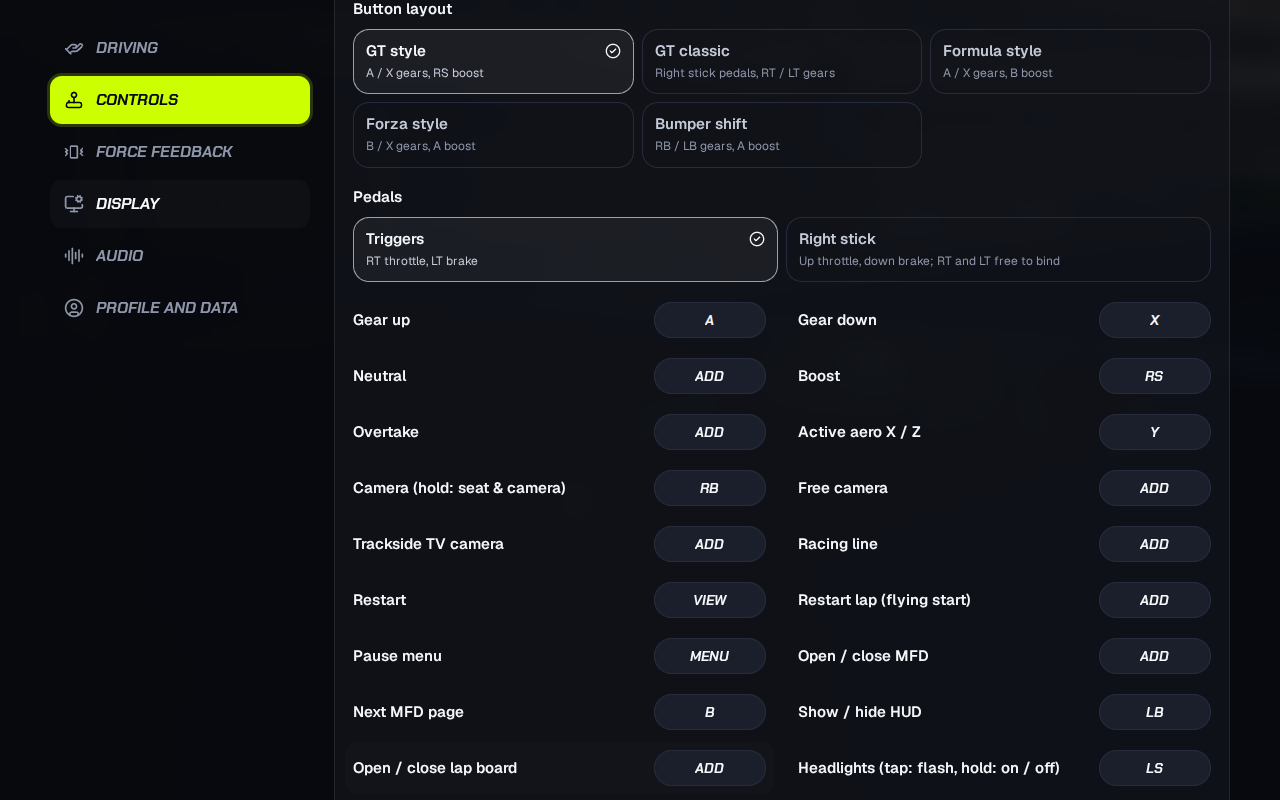 Button layout
DRIVING
CONTROLS
FORCE FEEDBACK
DISPLAY
AUDIO
PROFILE AND DATA
GT style
A / X gears, RS boost
GT classic
Right stick pedals, RT / LT gears
Formula style
A / X gears, B boost
Forza style
B / X gears, A boost
Bumper shift
RB / LB gears, A boost
Pedals
Triggers
RT throttle, LT brake
Right stick
Up throttle, down brake; RT and LT free to bind
Gear up A
Gear down X
Neutral ADD
Boost RS
Overtake ADD
Active aero X / Z Y
Camera (hold: seat & camera) RB
Free camera ADD
Trackside TV camera ADD
Racing line ADD
Restart VIEW
Restart lap (flying start) ADD
Pause menu MENU
Open / close MFD ADD
Next MFD page B
Show / hide HUD LB
Open / close lap board ADD
Headlights (tap: flash, hold: on / off) LS